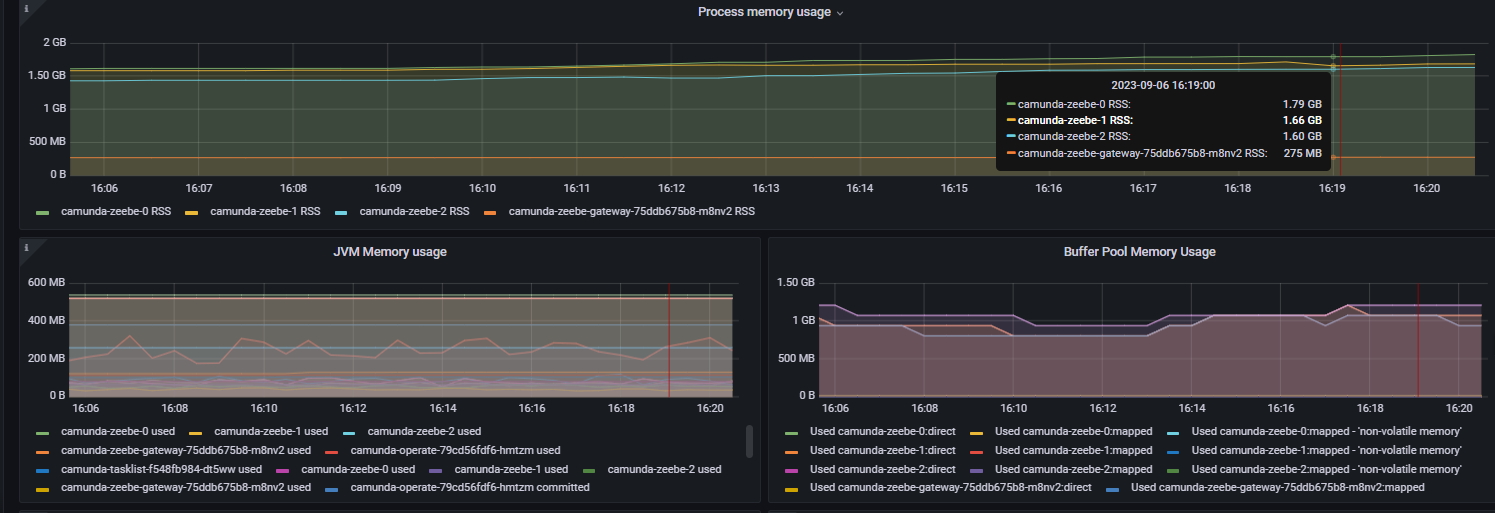 Process memory usage
2 GB
1.50 GB
1 GB
500 MB
0 B
2023-09-06 16:19:00
camunda-zeebe-0 RSS: 1.79 GB
camunda-zeebe-1 RSS: 1.66 GB
camunda-zeebe-2 RSS: 1.60 GB
camunda-zeebe-gateway-75ddb675b8-m8nv2 RSS: 275 MB
16:06 16:07 16:08 16:09 16:10 16:11 16:12 16:13 16:14 16:15 16:16 16:17 16:18 16:19 16:20
camunda-zeebe-0 RSS camunda-zeebe-1 RSS camunda-zeebe-2 RSS camunda-zeebe-gateway-75ddb675b8-m8nv2 RSS
JVM Memory usage
600 MB
400 MB
200 MB
0 B
16:06 16:08 16:10 16:12 16:14 16:16 16:18 16:20
camunda-zeebe-0 used camunda-zeebe-1 used camunda-zeebe-2 used
camunda-zeebe-gateway-75ddb675b8-m8nv2 used camunda-operate-79cd56fdf6-hmtzm used
camunda-tasklist-f548fb984-dt5ww used camunda-zeebe-0 used camunda-zeebe-1 used camunda-zeebe-2 used
camunda-zeebe-gateway-75ddb675b8-m8nv2 used camunda-operate-79cd56fdf6-hmtzm committed
Buffer Pool Memory Usage
1.50 GB
1 GB
500 MB
0 B
16:06 16:08 16:10 16:12 16:14 16:16 16:18 16:20
Used camunda-zeebe-0:direct Used camunda-zeebe-0:mapped Used camunda-zeebe-0:mapped - 'non-volatile memory'
Used camunda-zeebe-1:direct Used camunda-zeebe-1:mapped Used camunda-zeebe-1:mapped - 'non-volatile memory'
Used camunda-zeebe-2:direct Used camunda-zeebe-2:mapped Used camunda-zeebe-2:mapped - 'non-volatile memory'
Used camunda-zeebe-gateway-75ddb675b8-m8nv2:direct Used camunda-zeebe-gateway-75ddb675b8-m8nv2:mapped